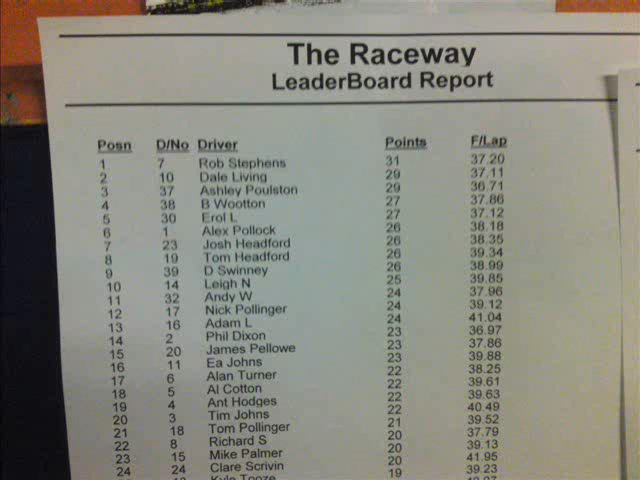 The Raceway
LeaderBoard Report
Posn D/No Driver Points F/Lap
1 7 Rob Stephens 31 37.20
2 10 Dale Living 29 37.11
3 37 Ashley Poulston 29 36.71
4 38 B Wootton 27 37.86
5 30 Erol L 27 37.12
6 1 Alex Pollock 26 38.18
7 23 Josh Headford 26 38.35
8 19 Tom Headford 26 39.34
9 39 D Swinney 26 38.99
10 14 Leigh N 25 39.85
11 32 Andy W 24 37.96
12 17 Nick Pollinger 24 39.12
13 16 Adam L 24 41.04
14 2 Phil Dixon 23 36.97
15 20 James Pellowe 23 37.86
16 11 Ea Johns 23 39.88
17 6 Alan Turner 22 38.25
18 5 Al Cotton 22 39.61
19 4 Ant Hodges 22 39.63
20 3 Tim Johns 22 40.49
21 18 Tom Pollinger 21 39.52
22 8 Richard S 20 37.79
23 15 Mike Palmer 20 39.13
24 24 Clare Scrivin 20 41.95
Kyle Tooze 19 39.23